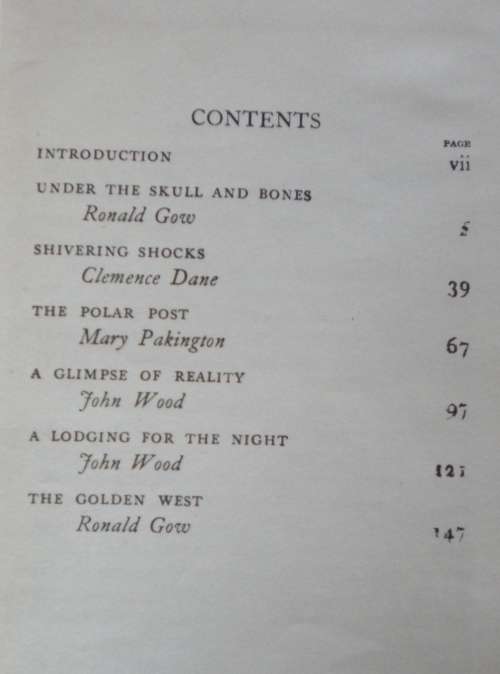 CONTENTS
PAGE
INTRODUCTION vii
UNDER THE SKULL AND BONES
Ronald Gow 5
SHIVERING SHOCKS
Clemence Dane 39
THE POLAR POST
Mary Pakington 67
A GLIMPSE OF REALITY
John Wood 97
A LODGING FOR THE NIGHT
John Wood 121
THE GOLDEN WEST
Ronald Gow 147